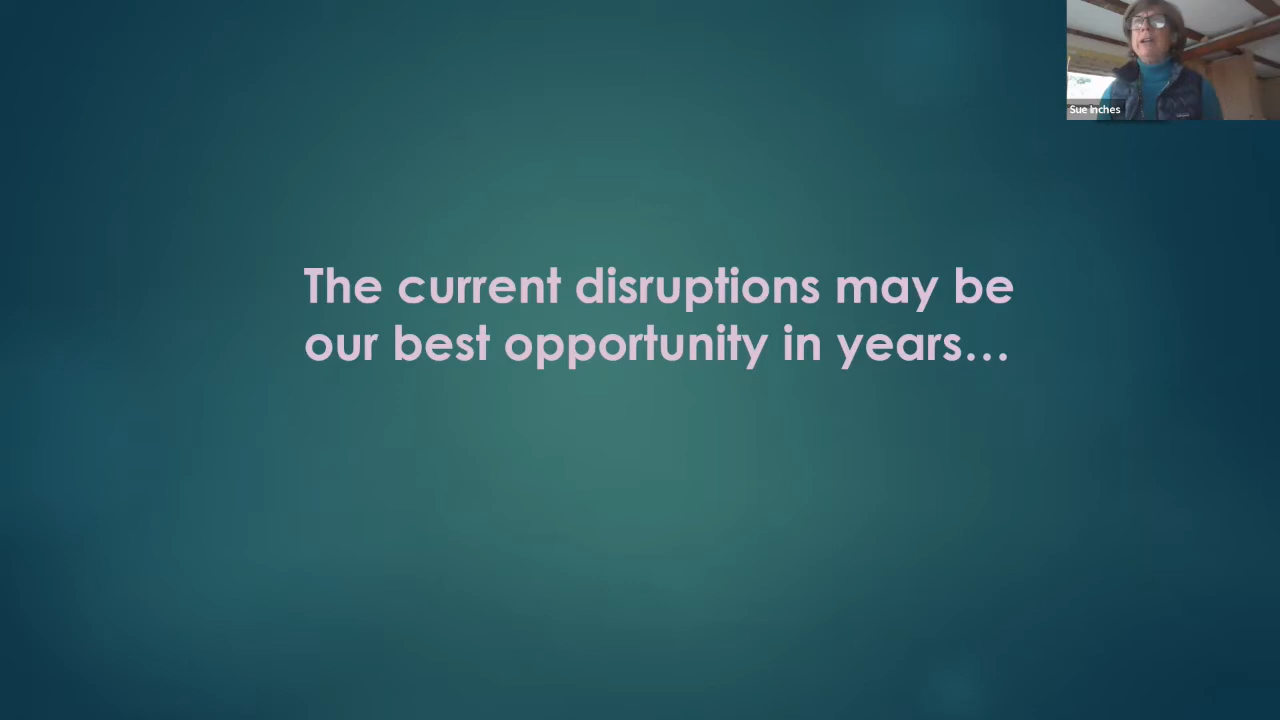 Sue Inches
The current disruptions may be
our best opportunity in years...